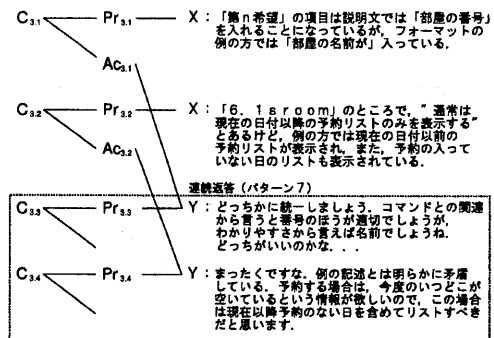 C3.1 Pr3.1 X：「第ｎ希望」の項目は説明文では「部屋の番号」
を入れることになっているが，フォーマットの
例の方では「部屋の名前が」入っている．
Ac3.1
C3.2 Pr3.2 X：「６．１ｓｒｏｏｍ」のところで，”通常は
現在の日付以降の予約リストのみを表示する”
とあるけど，例の方では現在の日付以前の
予約リストが表示され，また，予約の入って
いない日のリストも表示されている．
Ac3.2
連続返答（パターン７）
C3.3 Pr3.3 Y：どっちかに統一しましょう．コマンドとの関連
から言うと番号のほうが適切でしょうが，
わかりやすさから言えば名前でしょうね．
どっちがいいのかな．．．
C3.4 Pr3.4 Y：まったくですな．例の記述とは明らかに矛盾
している．予約する場合は，今度のいつどこが
空いているという情報が欲しいので，この場合
は現在以降予約のない日を含めてリストすべき
だと思います．